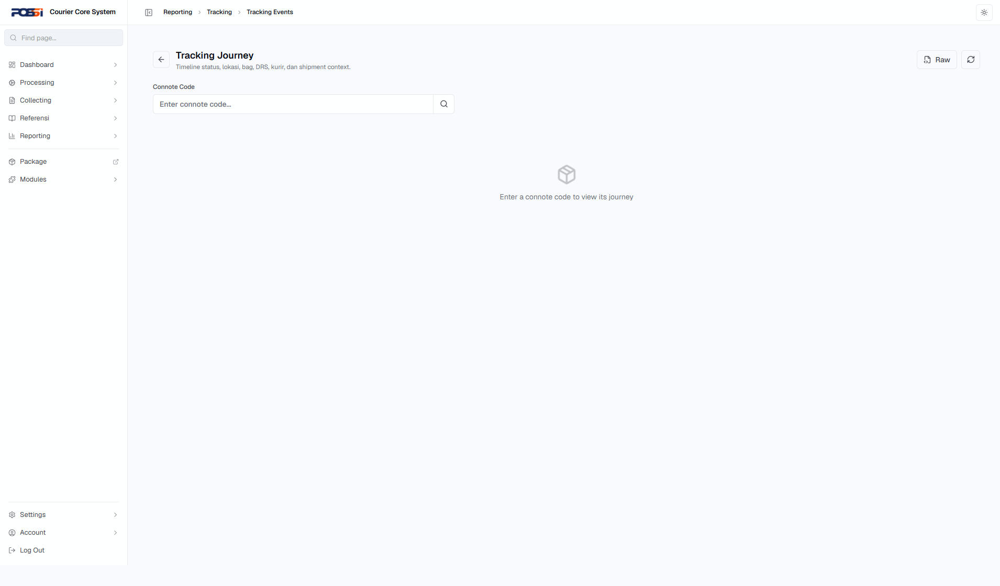 POSSi Courier Core System
Reporting > Tracking > Tracking Events
Find page...
Dashboard
Processing
Collecting
Referensi
Reporting
Package
Modules
Settings
Account
Log Out
Tracking Journey
Timeline status, lokasi, bag, DRS, kurir, dan shipment context.
Raw
Connote Code
Enter connote code...
Enter a connote code to view its journey